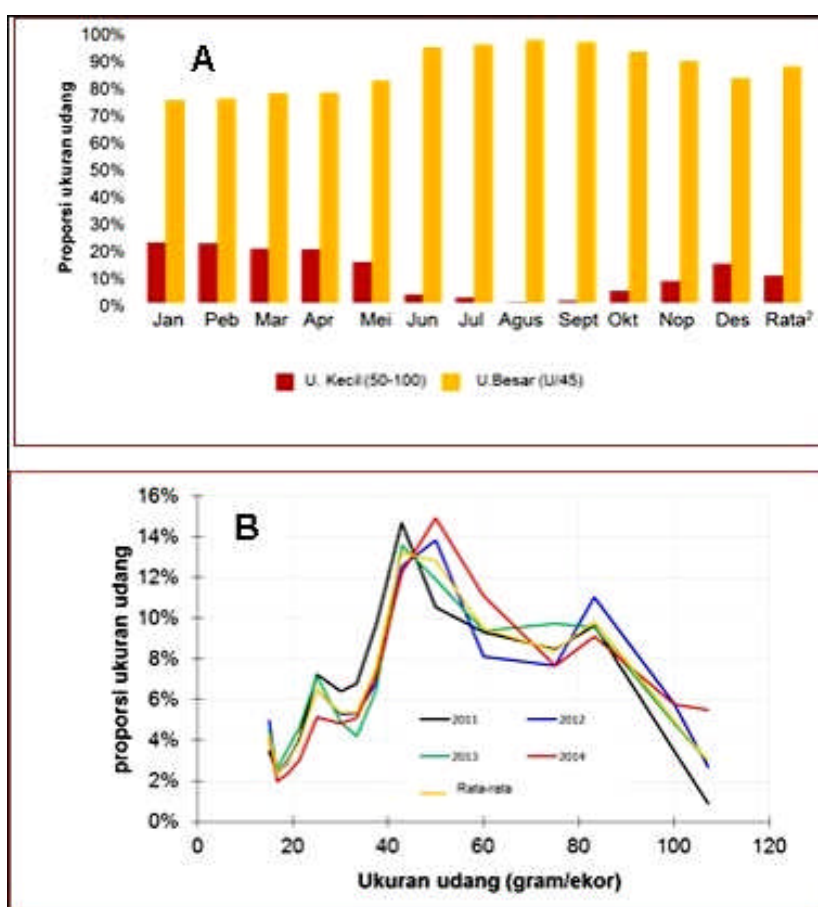 A
Proporsi ukuran udang
100%
90%
80%
70%
60%
50%
40%
30%
20%
10%
0%
Jan Peb Mar Apr Mei Jun Jul Agus Sept Okt Nop Des Rata²
U. Kecil (50-100) U.Besar (U/45)
B
proporsi ukuran udang
16%
14%
12%
10%
8%
6%
4%
2%
0%
2011 2012
2013 2014
Rata-rata
0 20 40 60 80 100 120
Ukuran udang (gram/ekor)